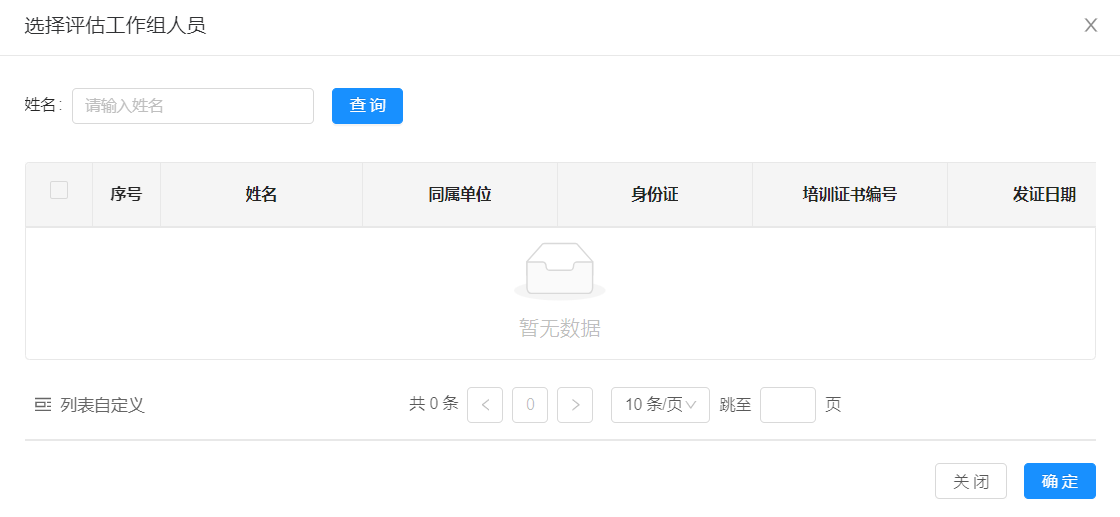 选择评估工作组人员
姓名: 请输入姓名 查询
序号 姓名 同属单位 身份证 培训证书编号 发证日期
暂无数据
列表自定义 共 0 条 0 10 条/页 跳至 页
关闭 确定